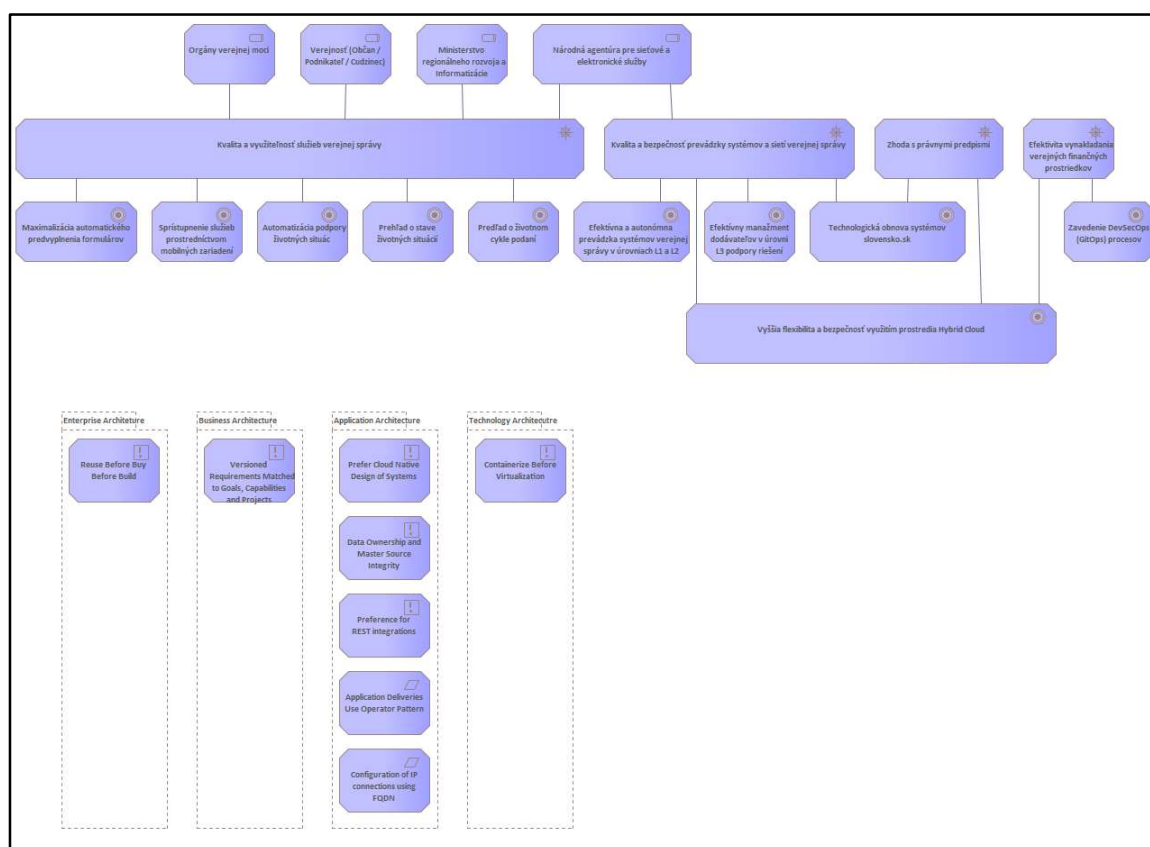 Orgány verejnej moci
Verejnosť (Občan /
Podnikateľ / Cudzinec)
Ministerstvo
regionálneho rozvoja a
Informatizácie
Národná agentúra pre sieťové a
elektronické služby
Kvalita a využiteľnosť služieb verejnej správy
Kvalita a bezpečnosť prevádzky systémov a sietí verejnej správy
Zhoda s právnymi predpismi
Efektivita vynakladania
verejných finančných
prostriedkov
Maximalizácia automatického
predvyplnenia formulárov
Sprístupnenie služieb
prostredníctvom
mobilných zariadení
Automatizácia podpory
životných situác
Prehľad o stave
životných situácií
Predľad o životnom
cykle podaní
Efektívna a autonómna
prevádzka systémov verejnej
správy v úrovniach L1 a L2
Efektívny manažment
dodávateľov v úrovni
L3 podpory riešení
Technologická obnova systémov
slovensko.sk
Zavedenie DevSecOps
(GitOps) procesov
Vyššia flexibilita a bezpečnosť využitím prostredia Hybrid Cloud
Enterprise Architeture
Reuse Before Buy
Before Build
Business Architecture
Versioned
Requirements Matched
to Goals, Capabilities
and Projects
Application Architecture
Prefer Cloud Native
Design of Systems
Data Ownership and
Master Source
Integrity
Preference for
REST integrations
Application Deliveries
Use Operator Pattern
Configuration of IP
connections using
FQDN
Technology Architecutre
Containerize Before
Virtualization